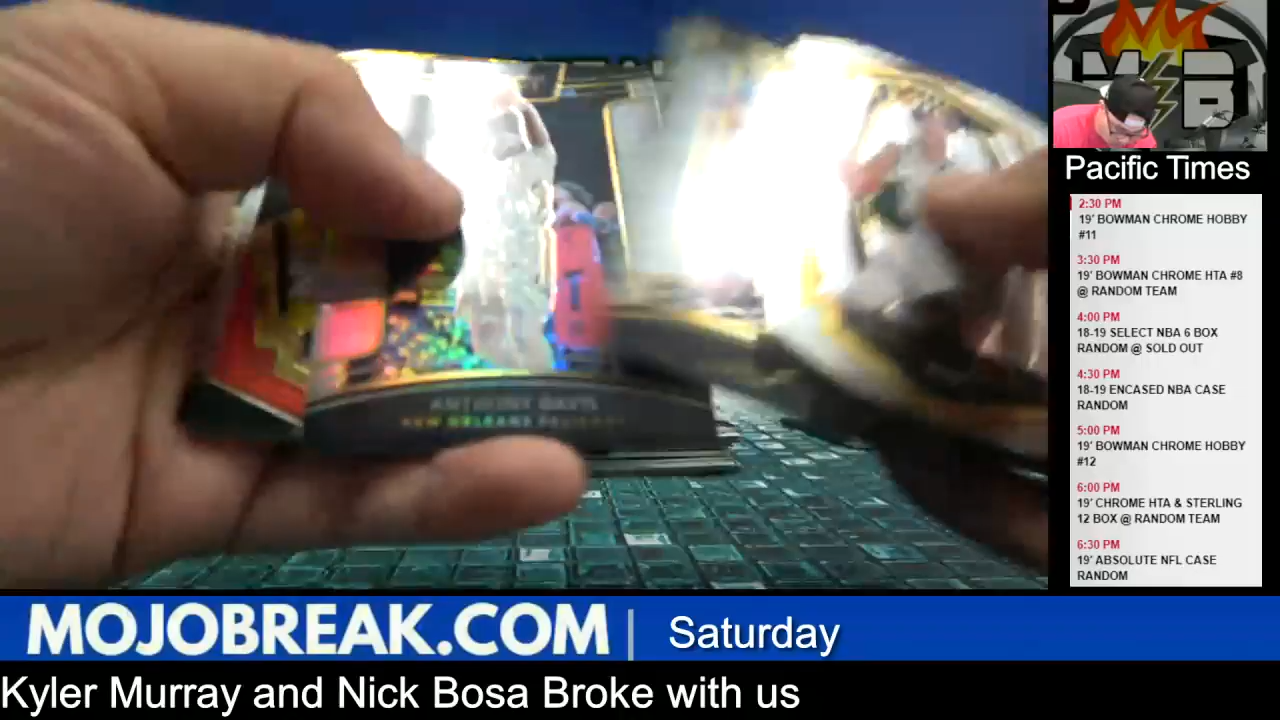 ANTHONY DAVIS
NEW ORLEANS PELICANS
M B
B
Pacific Times
2:30 PM
19' BOWMAN CHROME HOBBY
#11
3:30 PM
19' BOWMAN CHROME HTA #8
@ RANDOM TEAM
4:00 PM
18-19 SELECT NBA 6 BOX
RANDOM @ SOLD OUT
4:30 PM
18-19 ENCASED NBA CASE
RANDOM
5:00 PM
19' BOWMAN CHROME HOBBY
#12
6:00 PM
19' CHROME HTA & STERLING
12 BOX @ RANDOM TEAM
6:30 PM
19' ABSOLUTE NFL CASE
RANDOM
MOJOBREAK.COM | Saturday
Kyler Murray and Nick Bosa Broke with us